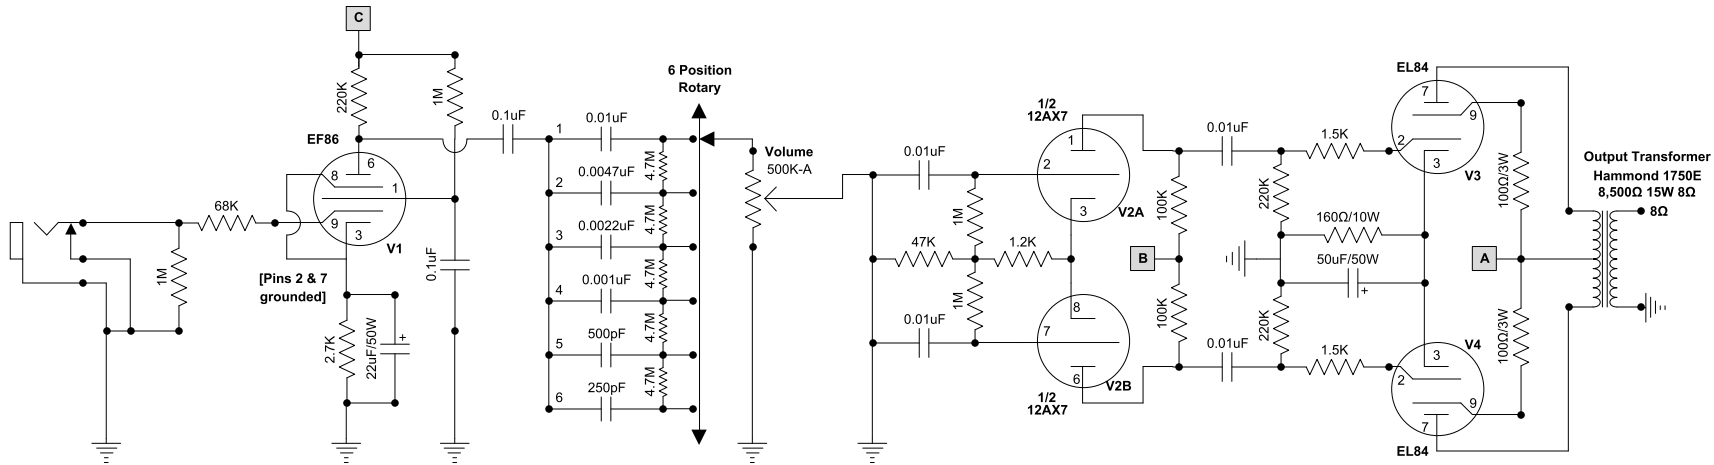 C
220K
1M
EF86
6
8
1
9
3
V1
68K
1M
[Pins 2 & 7
grounded]
2.7K
22uF/50W
+
0.1uF
0.1uF
6 Position
Rotary
1
0.01uF
4.7M
2
0.0047uF
4.7M
3
0.0022uF
4.7M
4
0.001uF
4.7M
5
500pF
4.7M
6
250pF
Volume
500K-A
0.01uF
1M
47K
1.2K
1M
0.01uF
1/2
12AX7
1
2
3
V2A
8
7
6
V2B
1/2
12AX7
100K
B
100K
0.01uF
220K
1.5K
160Ω/10W
50uF/50W
+
220K
0.01uF
1.5K
EL84
7
9
2
3
V3
100Ω/3W
A
100Ω/3W
V4
3
2
9
7
EL84
Output Transformer
Hammond 1750E
8,500Ω 15W 8Ω
8Ω